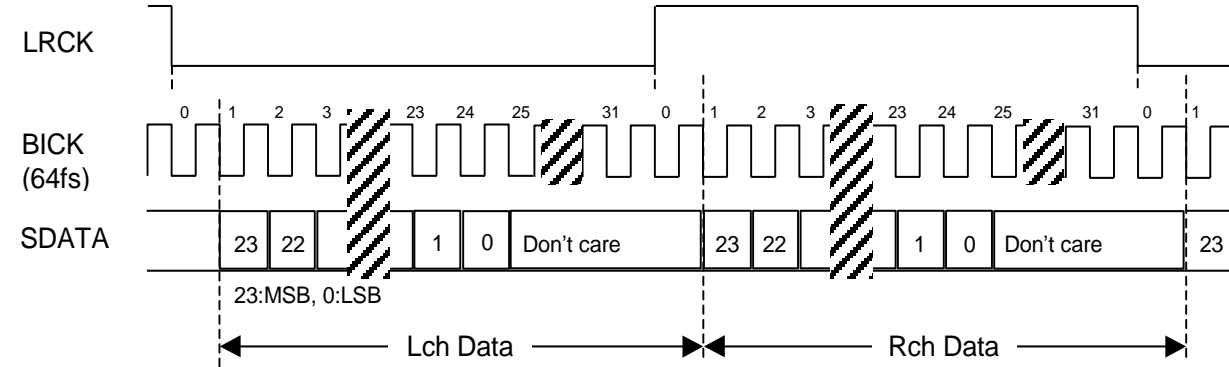 LRCK
0 1 2 3 23 24 25 31 0 1 2 3 23 24 25 31 0 1
BICK
(64fs)
SDATA 23 22 1 0 Don't care 23 22 1 0 Don't care 23
23:MSB, 0:LSB
Lch Data Rch Data